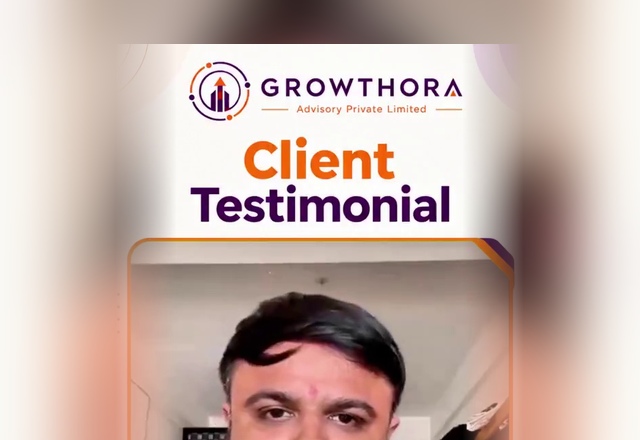 GROWTHORA
Advisory Private Limited
Client
Testimonial